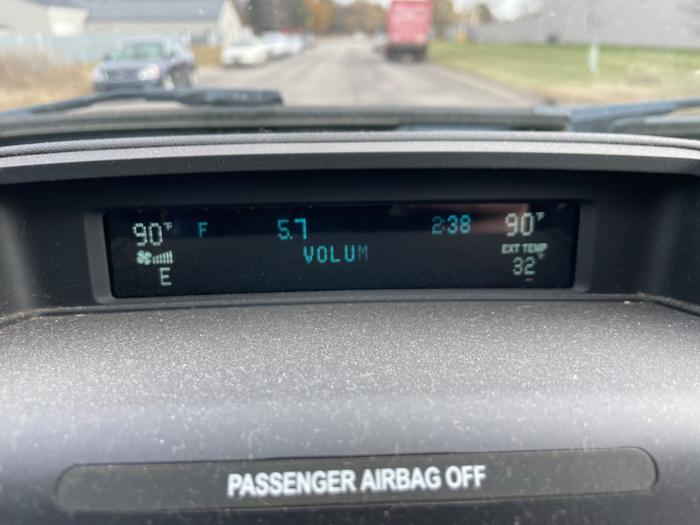 90°F F 5.7 2:38 90°F
VOLUM EXT TEMP
E 32°
PASSENGER AIRBAG OFF